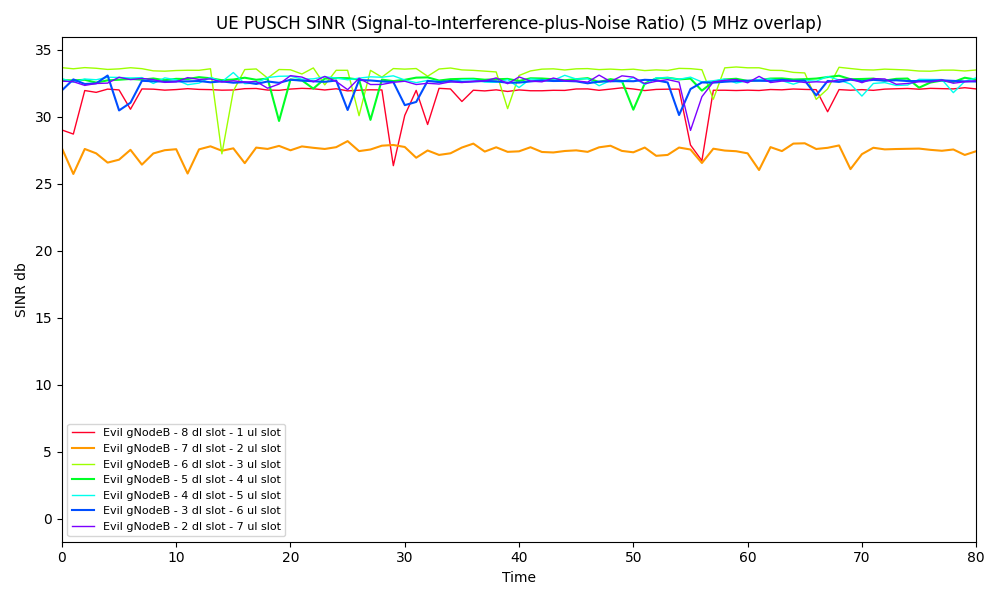 UE PUSCH SINR (Signal-to-Interference-plus-Noise Ratio) (5 MHz overlap)
35
30
25
20
15
10
5
0
SINR db
Evil gNodeB - 8 dl slot - 1 ul slot
Evil gNodeB - 7 dl slot - 2 ul slot
Evil gNodeB - 6 dl slot - 3 ul slot
Evil gNodeB - 5 dl slot - 4 ul slot
Evil gNodeB - 4 dl slot - 5 ul slot
Evil gNodeB - 3 dl slot - 6 ul slot
Evil gNodeB - 2 dl slot - 7 ul slot
0 10 20 30 40 50 60 70 80
Time